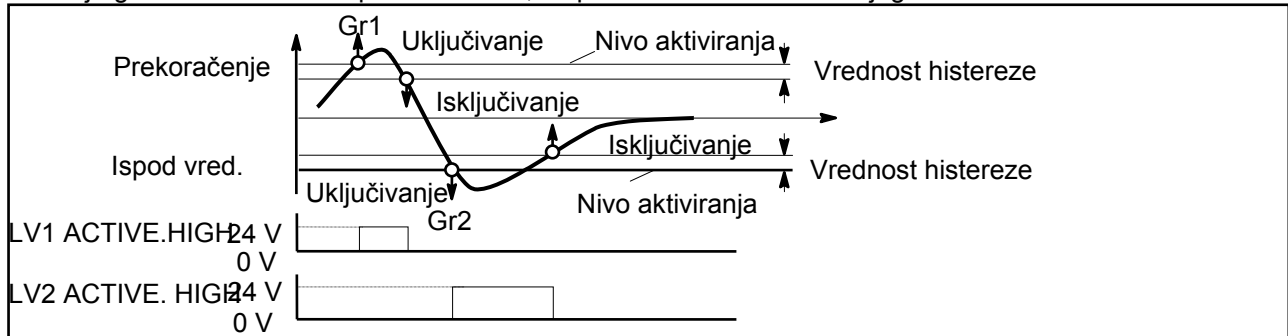 Gr1
Uključivanje
Nivo aktiviranja
Prekoračenje
Vrednost histereze
Isključivanje
Isključivanje
Ispod vred.
Vrednost histereze
Uključivanje
Nivo aktiviranja
Gr2
LV1 ACTIVE.HIGH 24 V
0 V
LV2 ACTIVE. HIGH 24 V
0 V